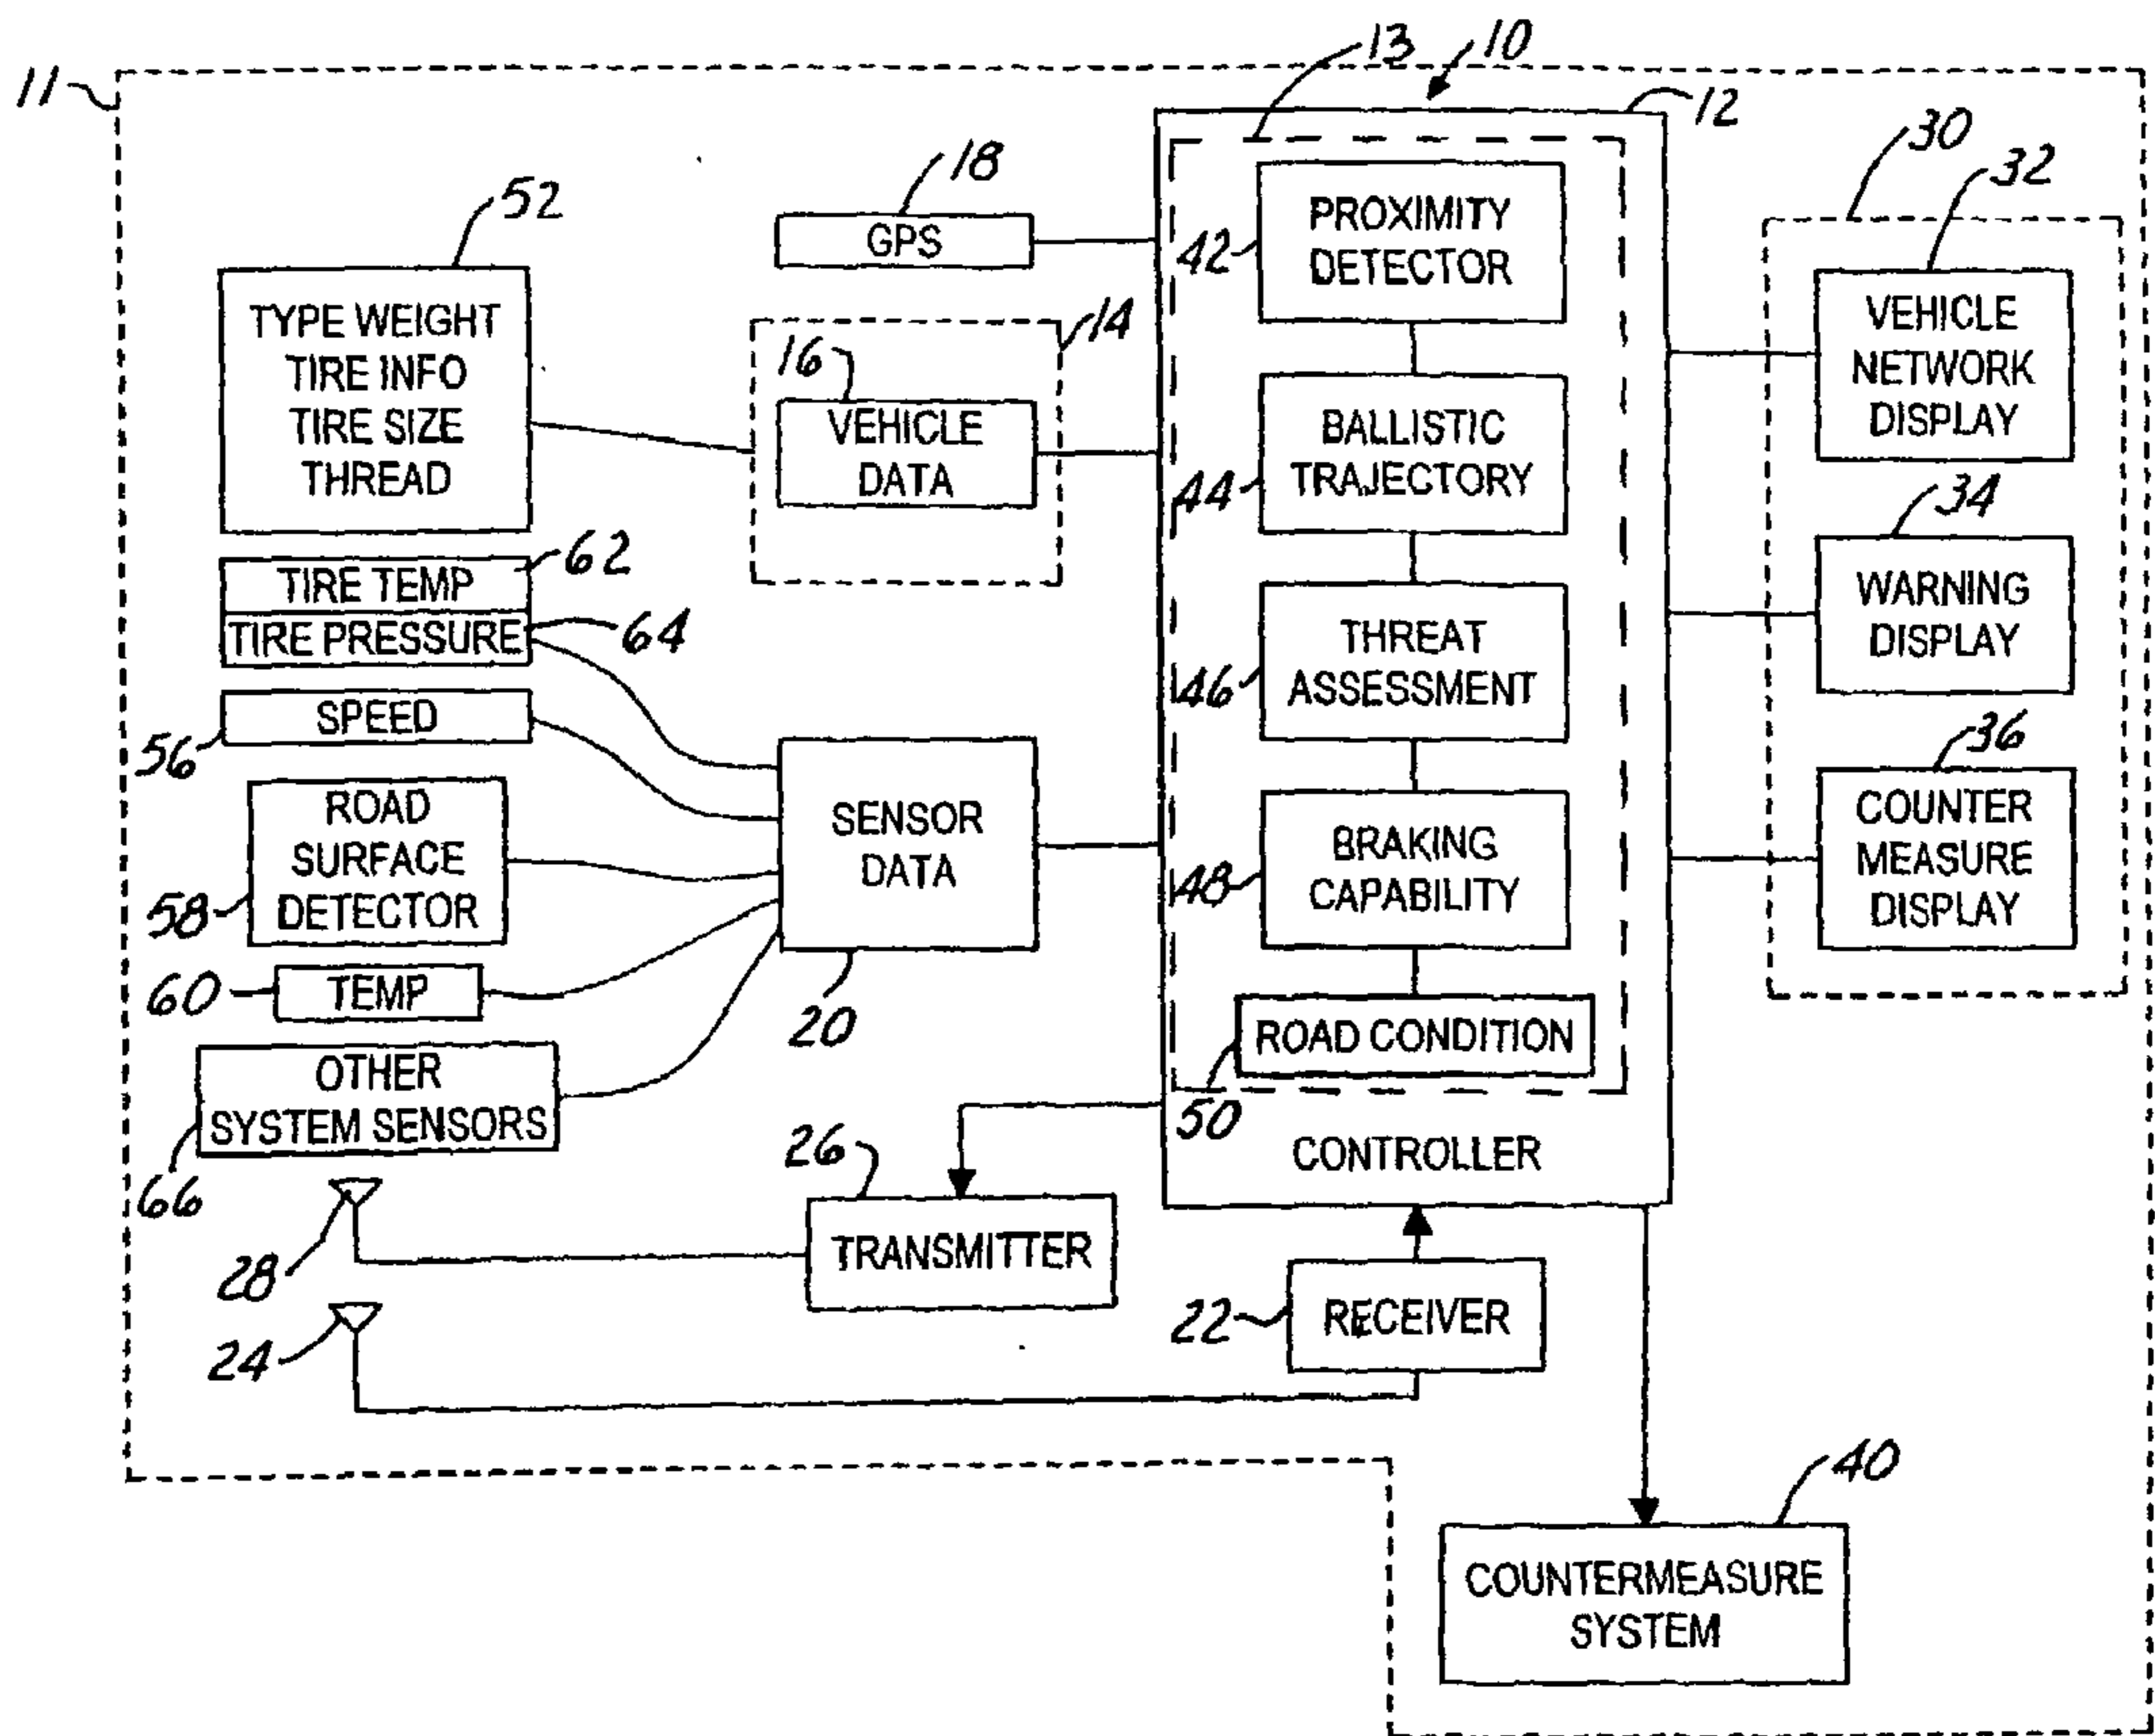 11
13
10
12
30
32
52
18
GPS
TYPE WEIGHT
TIRE INFO
TIRE SIZE
THREAD
14
16
VEHICLE
DATA
62
TIRE TEMP
TIRE PRESSURE
64
56
SPEED
ROAD
SURFACE
DETECTOR
58
60
TEMP
OTHER
SYSTEM SENSORS
66
SENSOR
DATA
20
42
PROXIMITY
DETECTOR
44
BALLISTIC
TRAJECTORY
46
THREAT
ASSESSMENT
48
BRAKING
CAPABILITY
ROAD CONDITION
50
CONTROLLER
VEHICLE
NETWORK
DISPLAY
34
WARNING
DISPLAY
36
COUNTER
MEASURE
DISPLAY
26
TRANSMITTER
28
24
22
RECEIVER
40
COUNTERMEASURE
SYSTEM